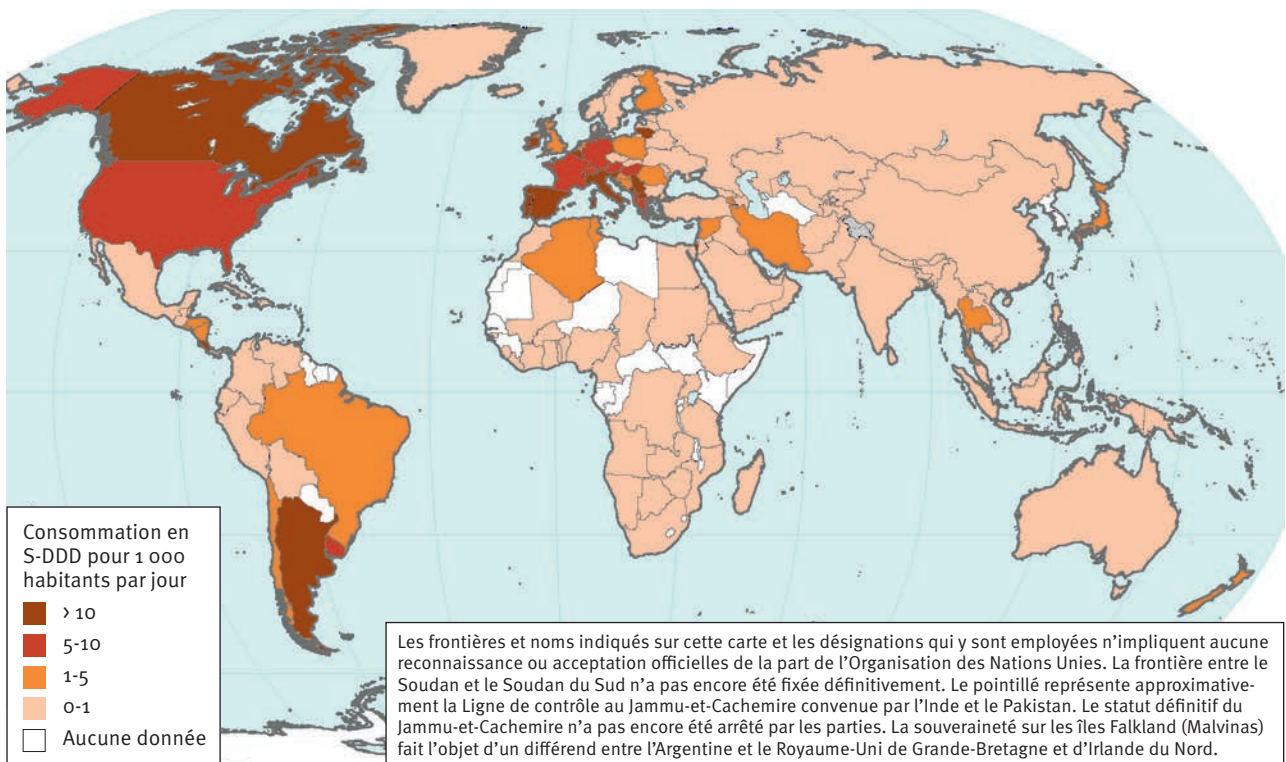 Consommation en
S-DDD pour 1 000
habitants par jour
> 10
5-10
1-5
0-1
Aucune donnée
Les frontières et noms indiqués sur cette carte et les désignations qui y sont employées n’impliquent aucune
reconnaissance ou acceptation officielles de la part de l’Organisation des Nations Unies. La frontière entre le
Soudan et le Soudan du Sud n’a pas encore été fixée définitivement. Le pointillé représente approximative-
ment la Ligne de contrôle au Jammu-et-Cachemire convenue par l’Inde et le Pakistan. Le statut définitif du
Jammu-et-Cachemire n’a pas encore été arrêté par les parties. La souveraineté sur les îles Falkland (Malvinas)
fait l’objet d’un différend entre l’Argentine et le Royaume-Uni de Grande-Bretagne et d’Irlande du Nord.